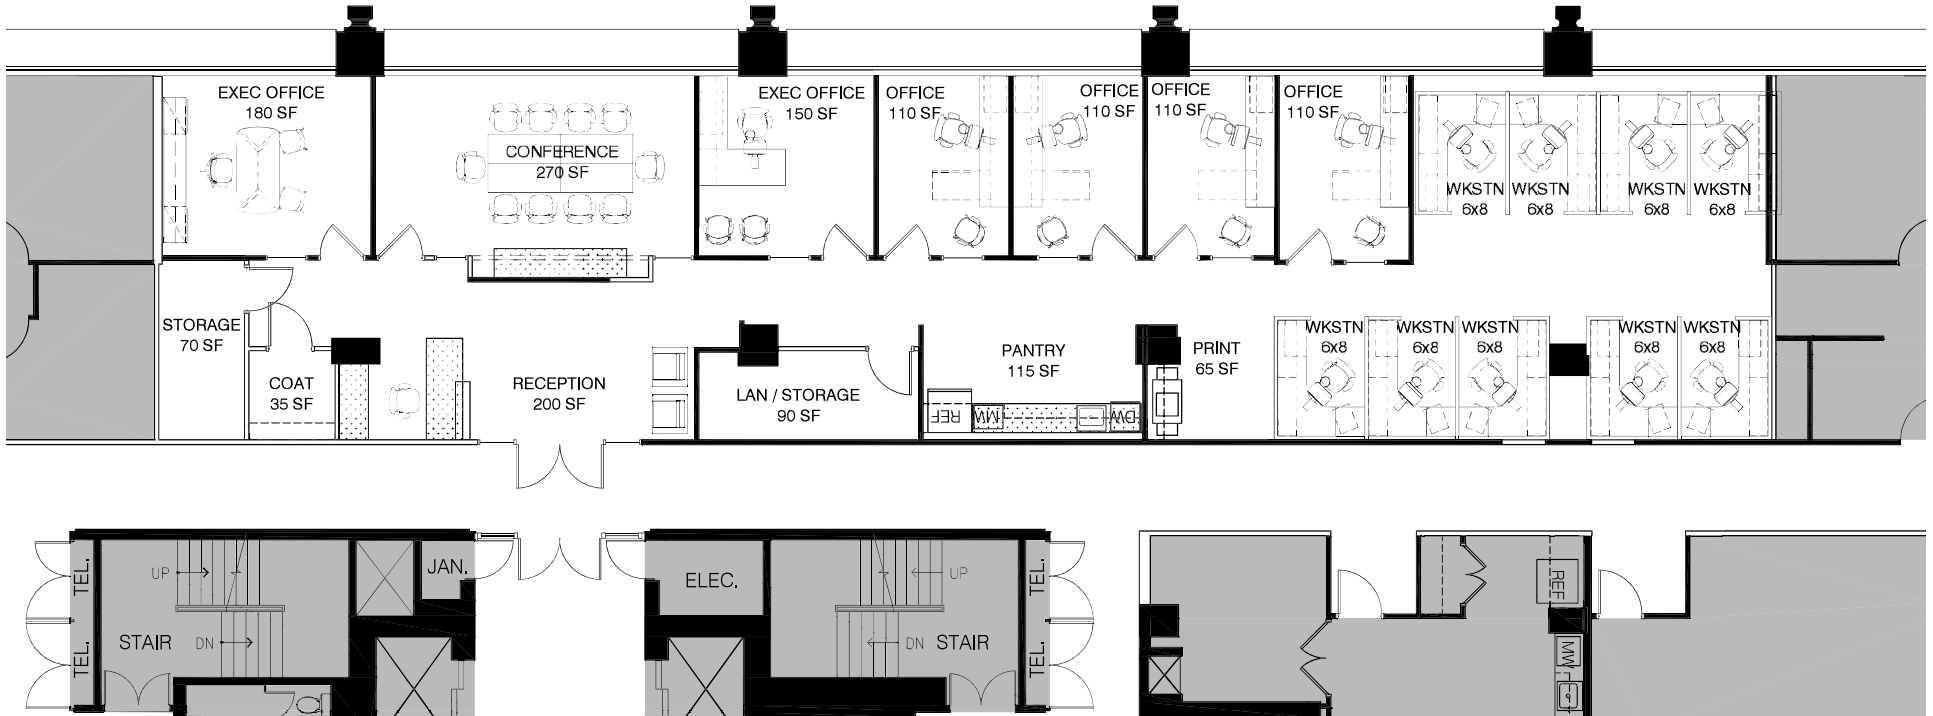 EXEC OFFICE
180 SF
CONFERENCE
270 SF
EXEC OFFICE
150 SF
OFFICE
110 SF
OFFICE
110 SF
OFFICE
110 SF
OFFICE
110 SF
WKSTN
6x8
WKSTN
6x8
WKSTN
6x8
WKSTN
6x8
STORAGE
70 SF
COAT
35 SF
RECEPTION
200 SF
LAN / STORAGE
90 SF
PANTRY
115 SF
REF
MW
DW
PRINT
65 SF
WKSTN
6x8
WKSTN
6x8
WKSTN
6x8
WKSTN
6x8
WKSTN
6x8
TEL.
TEL.
UP
DN
STAIR
JAN.
ELEC.
UP
DN
STAIR
TEL.
TEL.
REF
MW